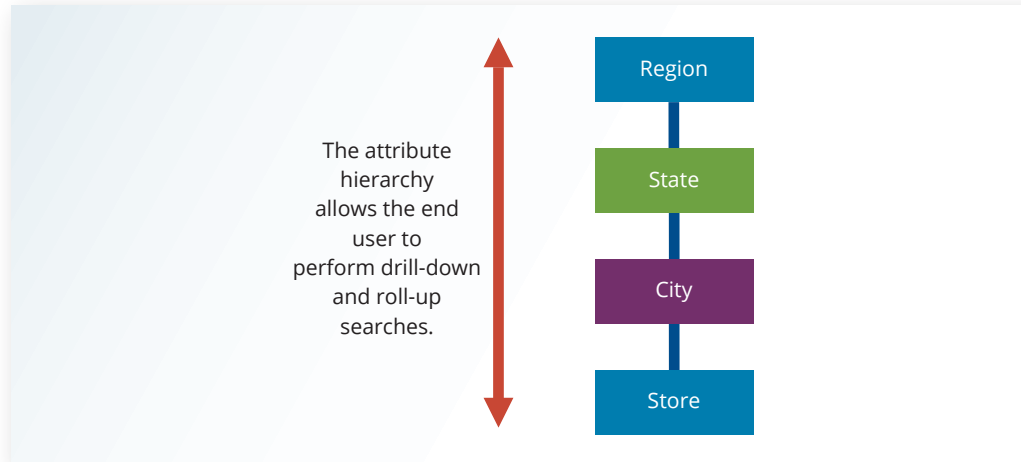 The attribute
hierarchy
allows the end
user to
perform drill-down
and roll-up
searches.
Region
State
City
Store